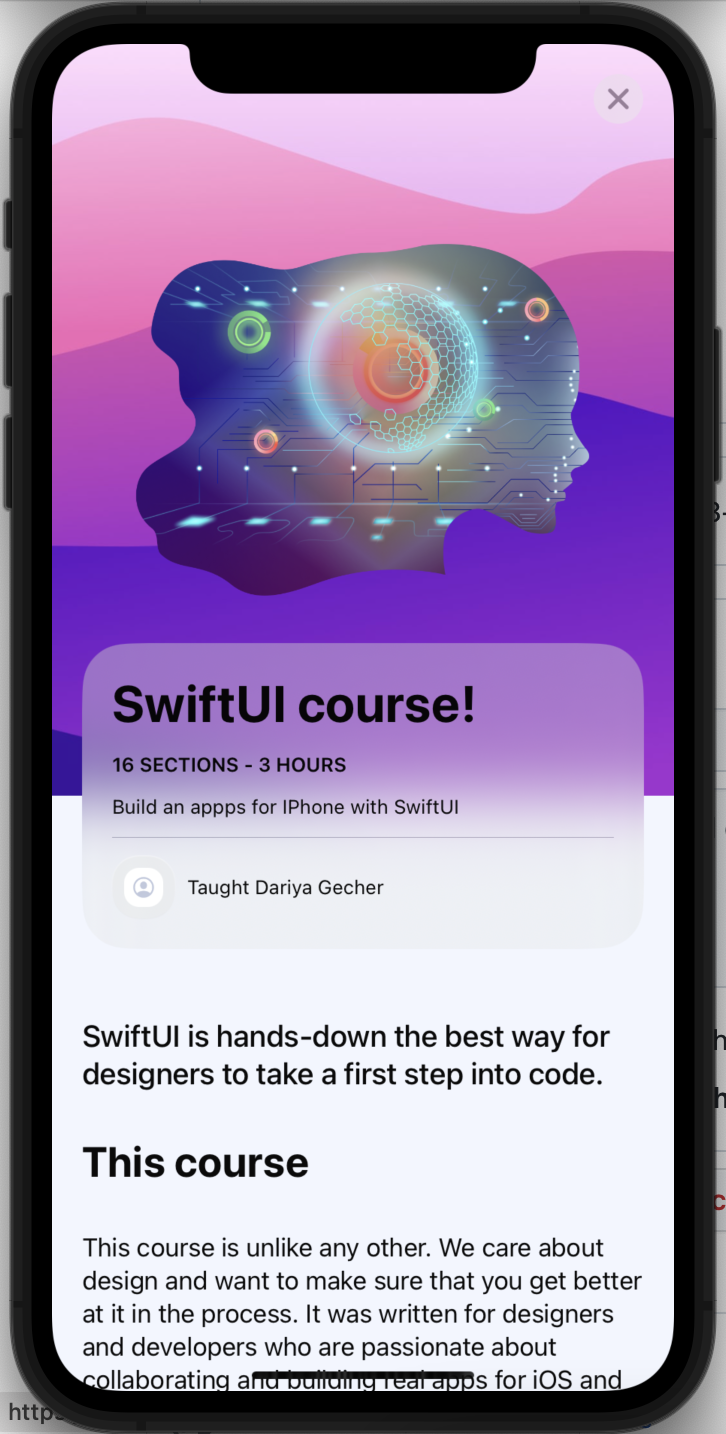 SwiftUI course!
16 SECTIONS - 3 HOURS
Build an appps for IPhone with SwiftUI
Taught Dariya Gecher
SwiftUI is hands-down the best way for
designers to take a first step into code.
This course
This course is unlike any other. We care about
design and want to make sure that you get better
at it in the process. It was written for designers
and developers who are passionate about
collaborating and building real apps for iOS and